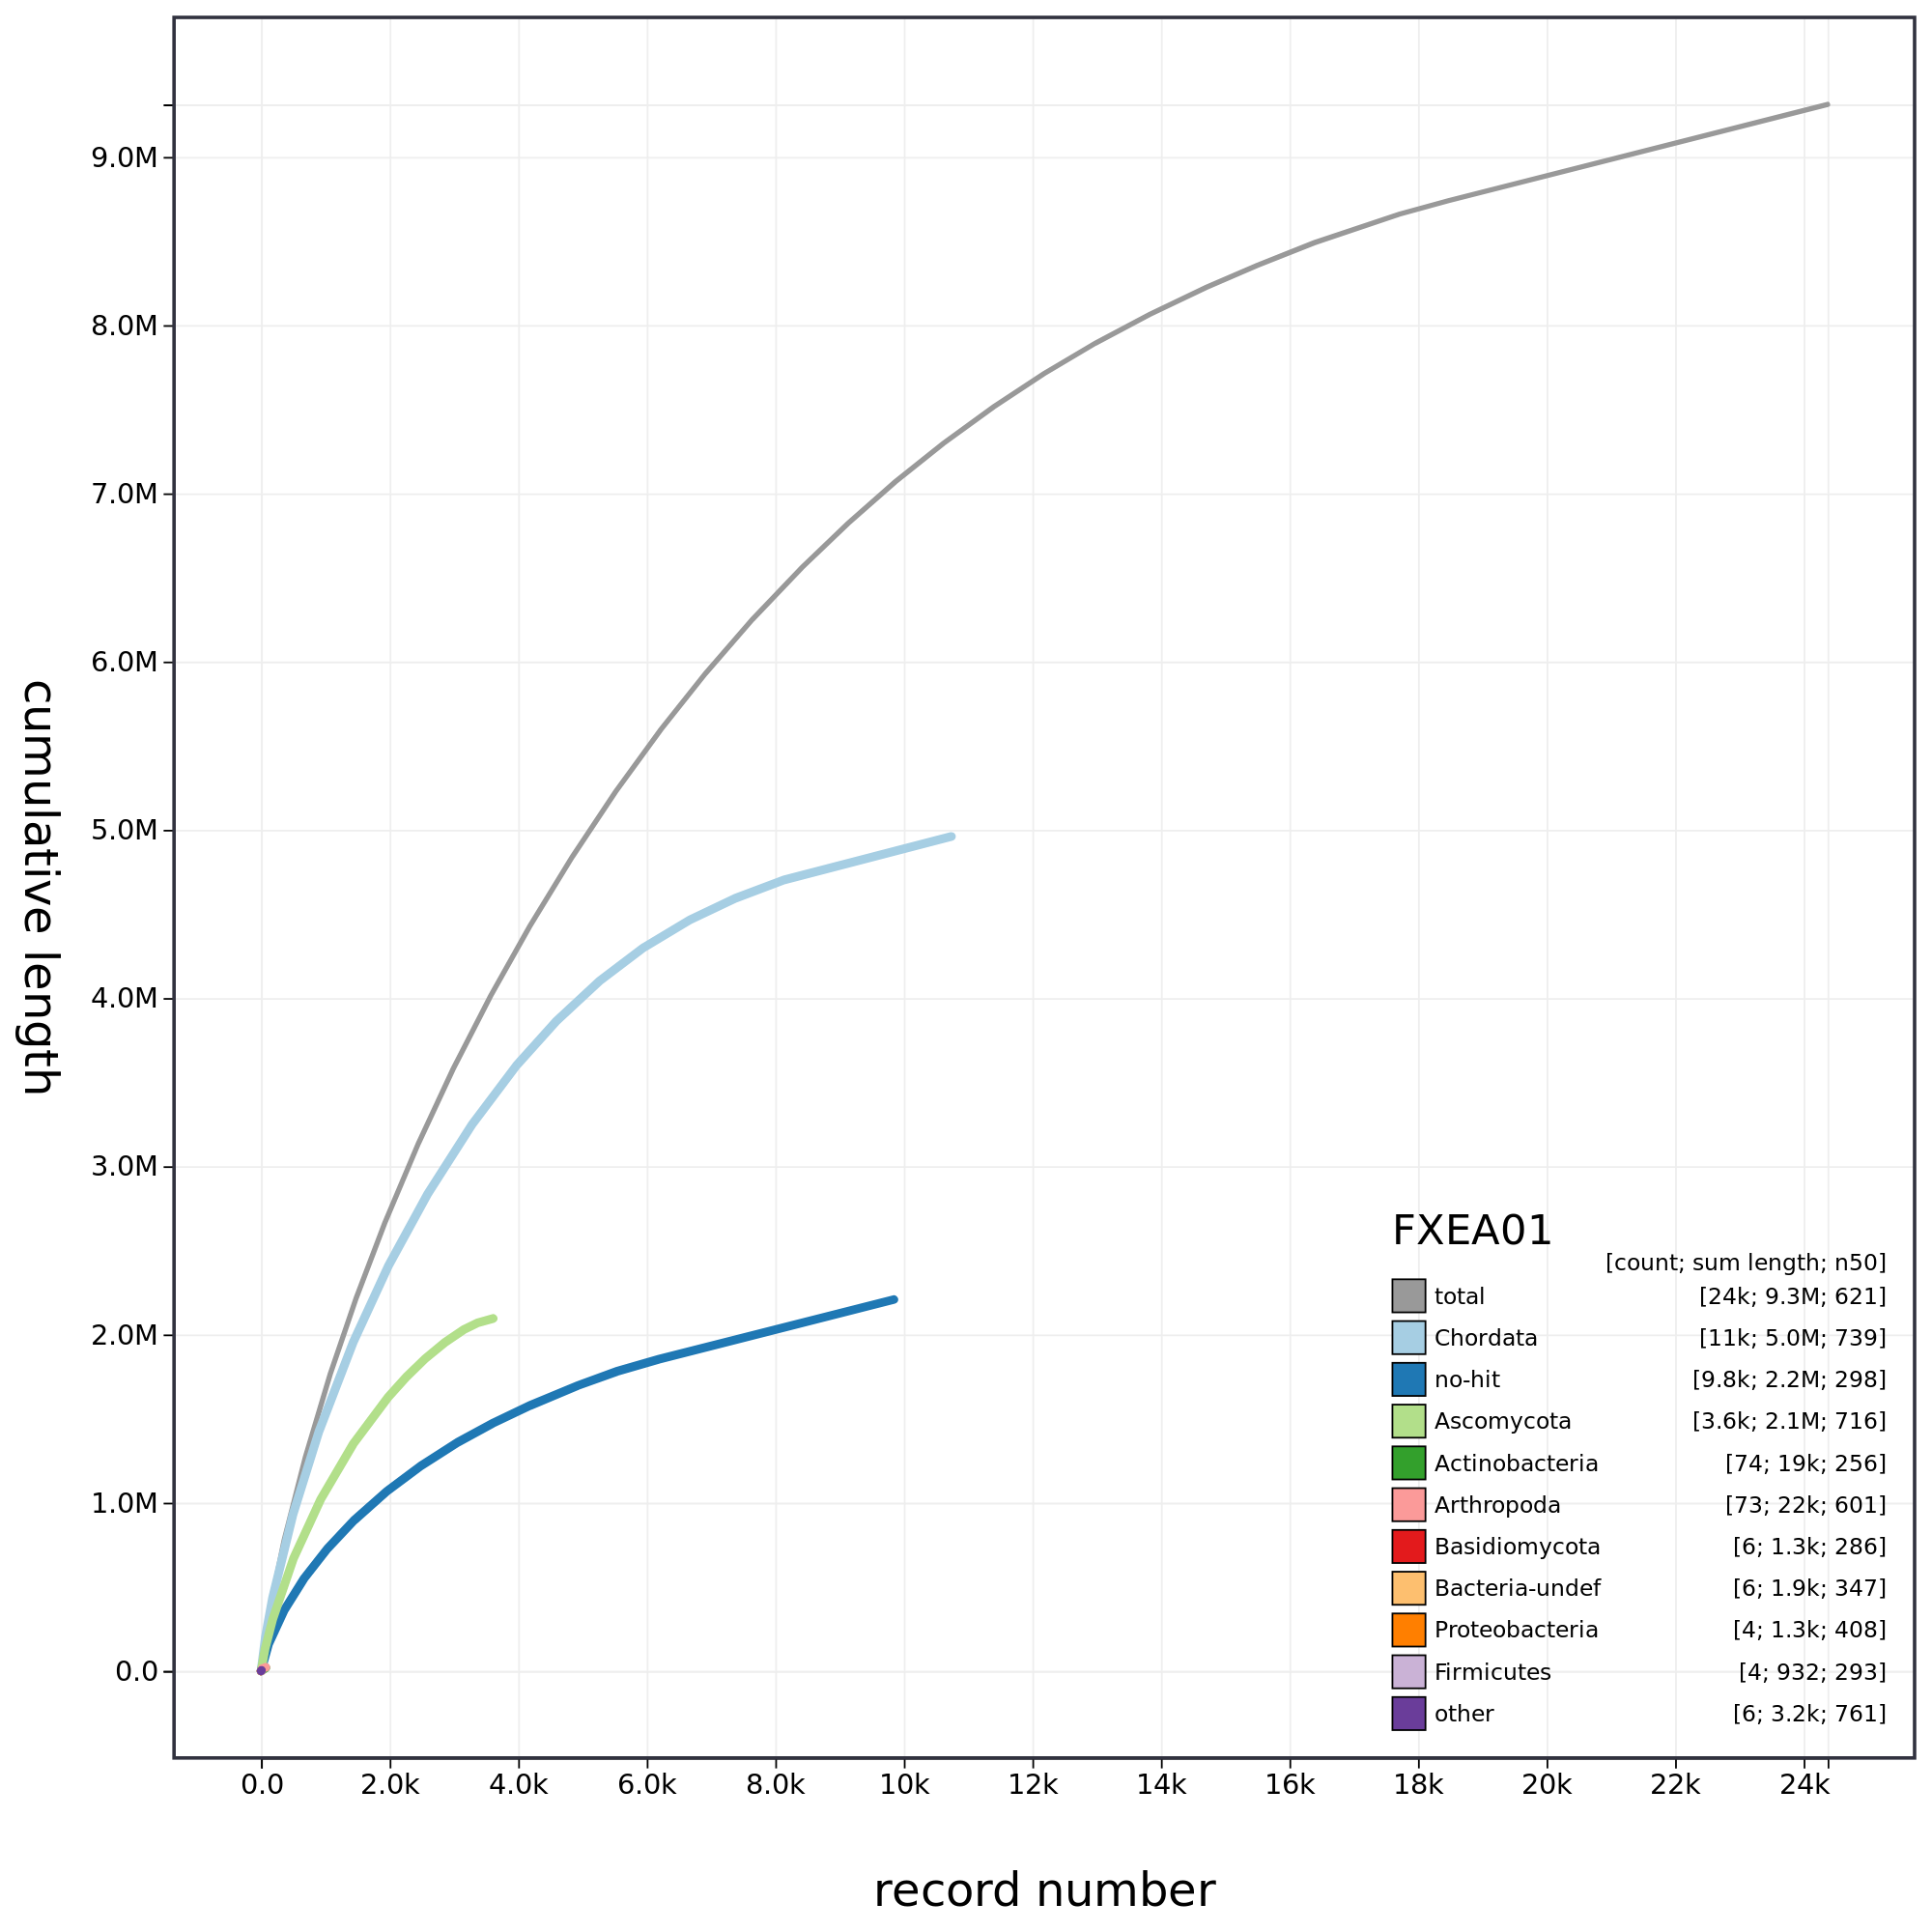 9.0M
8.0M
7.0M
6.0M
5.0M
4.0M
3.0M
2.0M
1.0M
0.0
cumulative length
FXEA01
[count; sum length; n50]
total [24k; 9.3M; 621]
Chordata [11k; 5.0M; 739]
no-hit [9.8k; 2.2M; 298]
Ascomycota [3.6k; 2.1M; 716]
Actinobacteria [74; 19k; 256]
Arthropoda [73; 22k; 601]
Basidiomycota [6; 1.3k; 286]
Bacteria-undef [6; 1.9k; 347]
Proteobacteria [4; 1.3k; 408]
Firmicutes [4; 932; 293]
other [6; 3.2k; 761]
0.0 2.0k 4.0k 6.0k 8.0k 10k 12k 14k 16k 18k 20k 22k 24k
record number